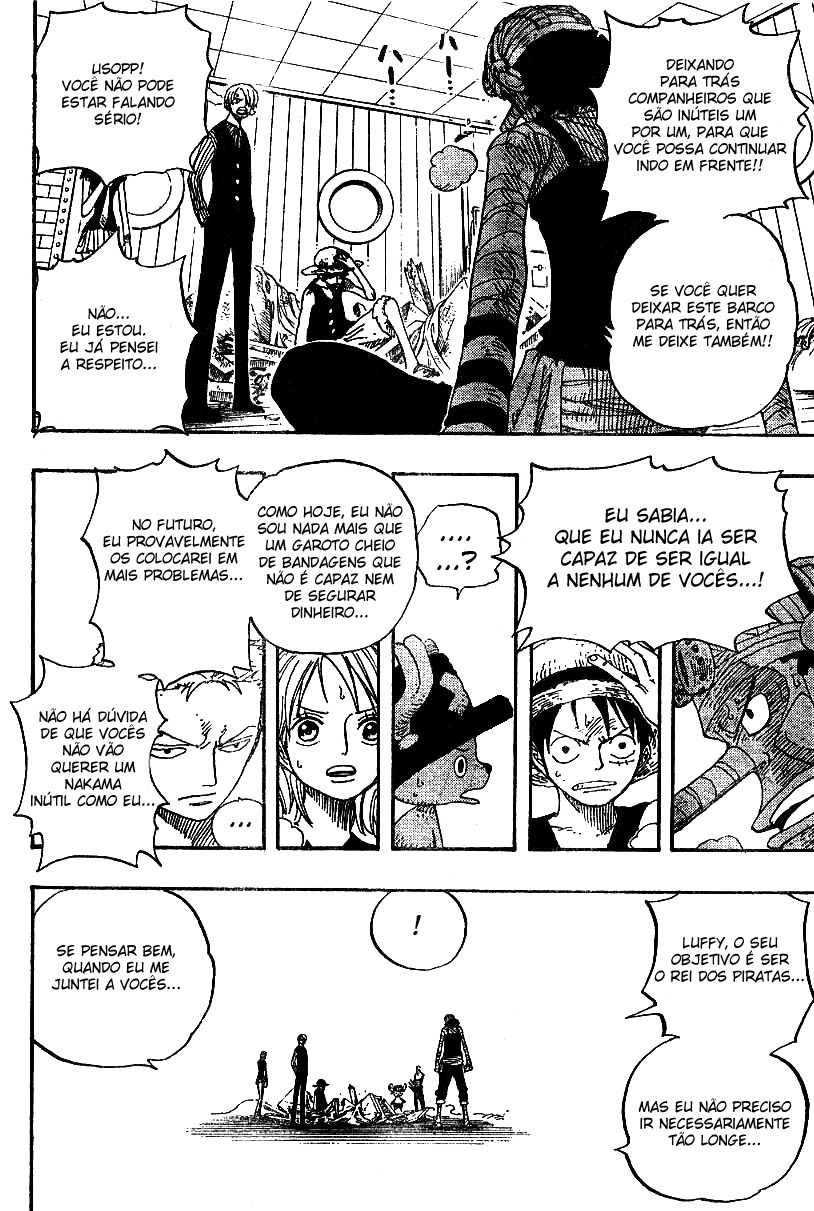 DEIXANDO
PARA TRÁS
COMPANHEIROS QUE
SÃO INÚTEIS UM
POR UM, PARA QUE
VOCÊ POSSA CONTINUAR
INDO EM FRENTE!!
SE VOCÊ QUER
DEIXAR ESTE BARCO
PARA TRÁS, ENTÃO
ME DEIXE TAMBÉM!!
USOPP!
VOCÊ NÃO PODE
ESTAR FALANDO
SÉRIO!
NÃO...
EU ESTOU.
EU JÁ PENSEI
A RESPEITO...
EU SABIA...
QUE EU NUNCA IA SER
CAPAZ DE SER IGUAL
A NENHUM DE VOCÊS...!
....
...?
COMO HOJE, EU NÃO
SOU NADA MAIS QUE
UM GAROTO CHEIO
DE BANDAGENS QUE
NÃO É CAPAZ NEM
DE SEGURAR
DINHEIRO...
NO FUTURO,
EU PROVAVELMENTE
OS COLOCAREI EM
MAIS PROBLEMAS...
NÃO HÁ DÚVIDA
DE QUE VOCÊS
NÃO VÃO
QUERER UM
NAKAMA
INÚTIL COMO EU...
...
LUFFY, O SEU
OBJETIVO É SER
O REI DOS PIRATAS...
MAS EU NÃO PRECISO
IR NECESSARIAMENTE
TÃO LONGE...
!
SE PENSAR BEM,
QUANDO EU ME
JUNTEI A VOCÊS...